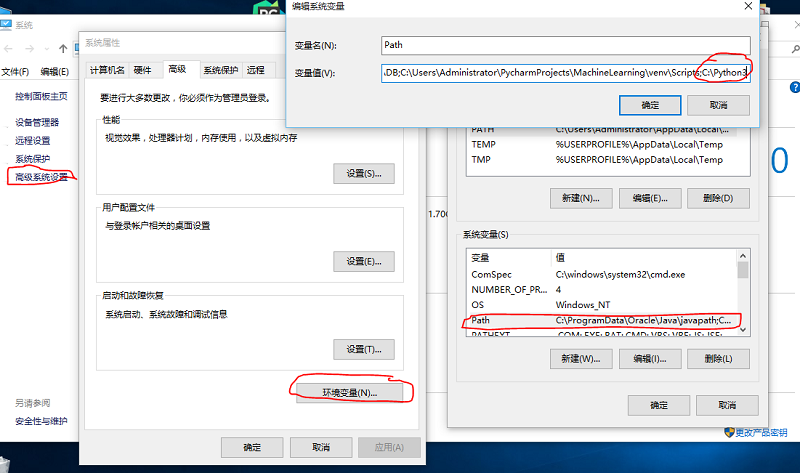 系统
文件(F)
编辑(E)
控制面板主页
设备管理器
远程设置
系统保护
高级系统设置
另请参阅
安全性与维护
系统属性
计算机名
硬件
高级
系统保护
远程
要进行大多数更改，你必须作为管理员登录。
性能
视觉效果，处理器计划，内存使用，以及虚拟内存
设置(S)...
用户配置文件
与登录帐户相关的桌面设置
设置(E)...
启动和故障恢复
系统启动、系统故障和调试信息
设置(T)...
环境变量(N)...
确定
取消
应用(A)
编辑系统变量
变量名(N):
Path
变量值(V):
.DB;C:\Users\Administrator\PycharmProjects\MachineLearning\venv\Scripts;C:\Python3
确定
取消
PATH C:\Users\Administrator\AppData\Local\...
TEMP %USERPROFILE%\AppData\Local\Temp
TMP %USERPROFILE%\AppData\Local\Temp
新建(N)...
编辑(E)...
删除(D)
系统变量(S)
变量 值
ComSpec C:\windows\system32\cmd.exe
NUMBER_OF_PR... 4
OS Windows_NT
Path C:\ProgramData\Oracle\Java\javapath;C...
PATHEXT .COM;.EXE;.BAT;.CMD;.VBS;.VBE;.JS;.JSE;
新建(W)...
编辑(I)...
删除(L)
确定
取消
更改产品密钥